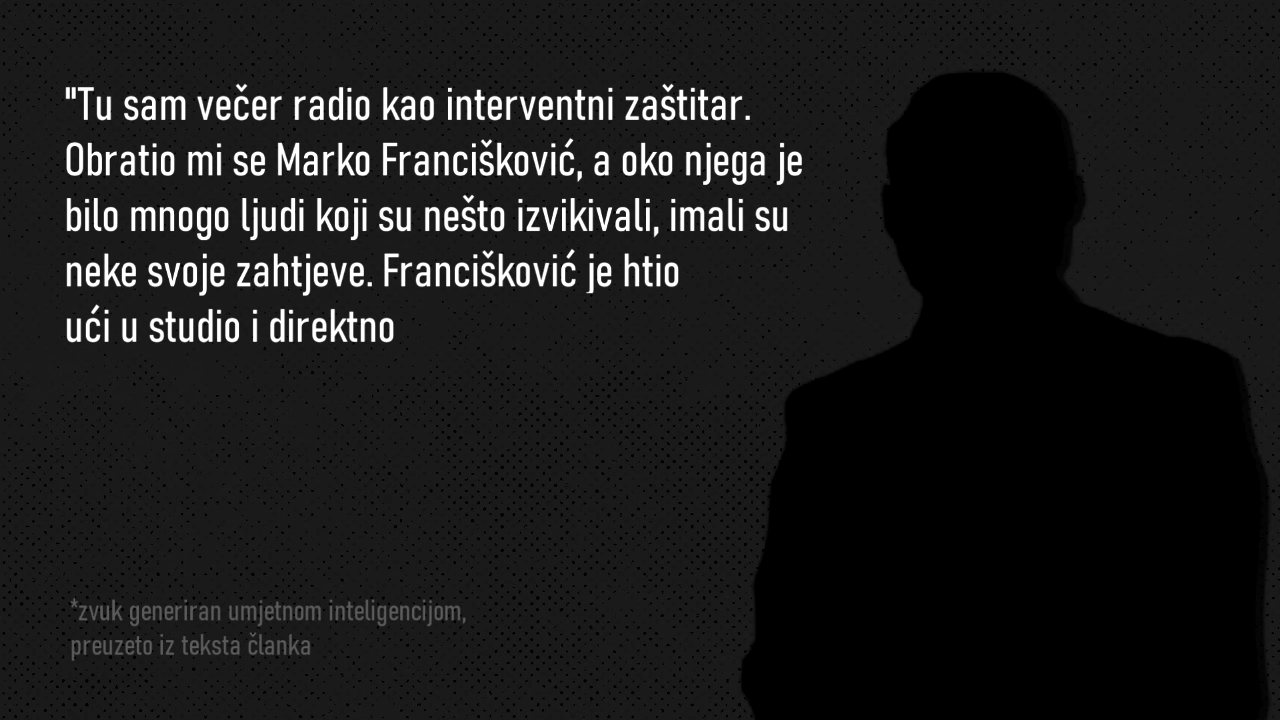 "Tu sam večer radio kao interventni zaštitar.
Obratio mi se Marko Francišković, a oko njega je
bilo mnogo ljudi koji su nešto izvikivali, imali su
neke svoje zahtjeve. Francišković je htio
ući u studio i direktno
*zvuk generiran umjetnom inteligencijom,
preuzeto iz teksta članka